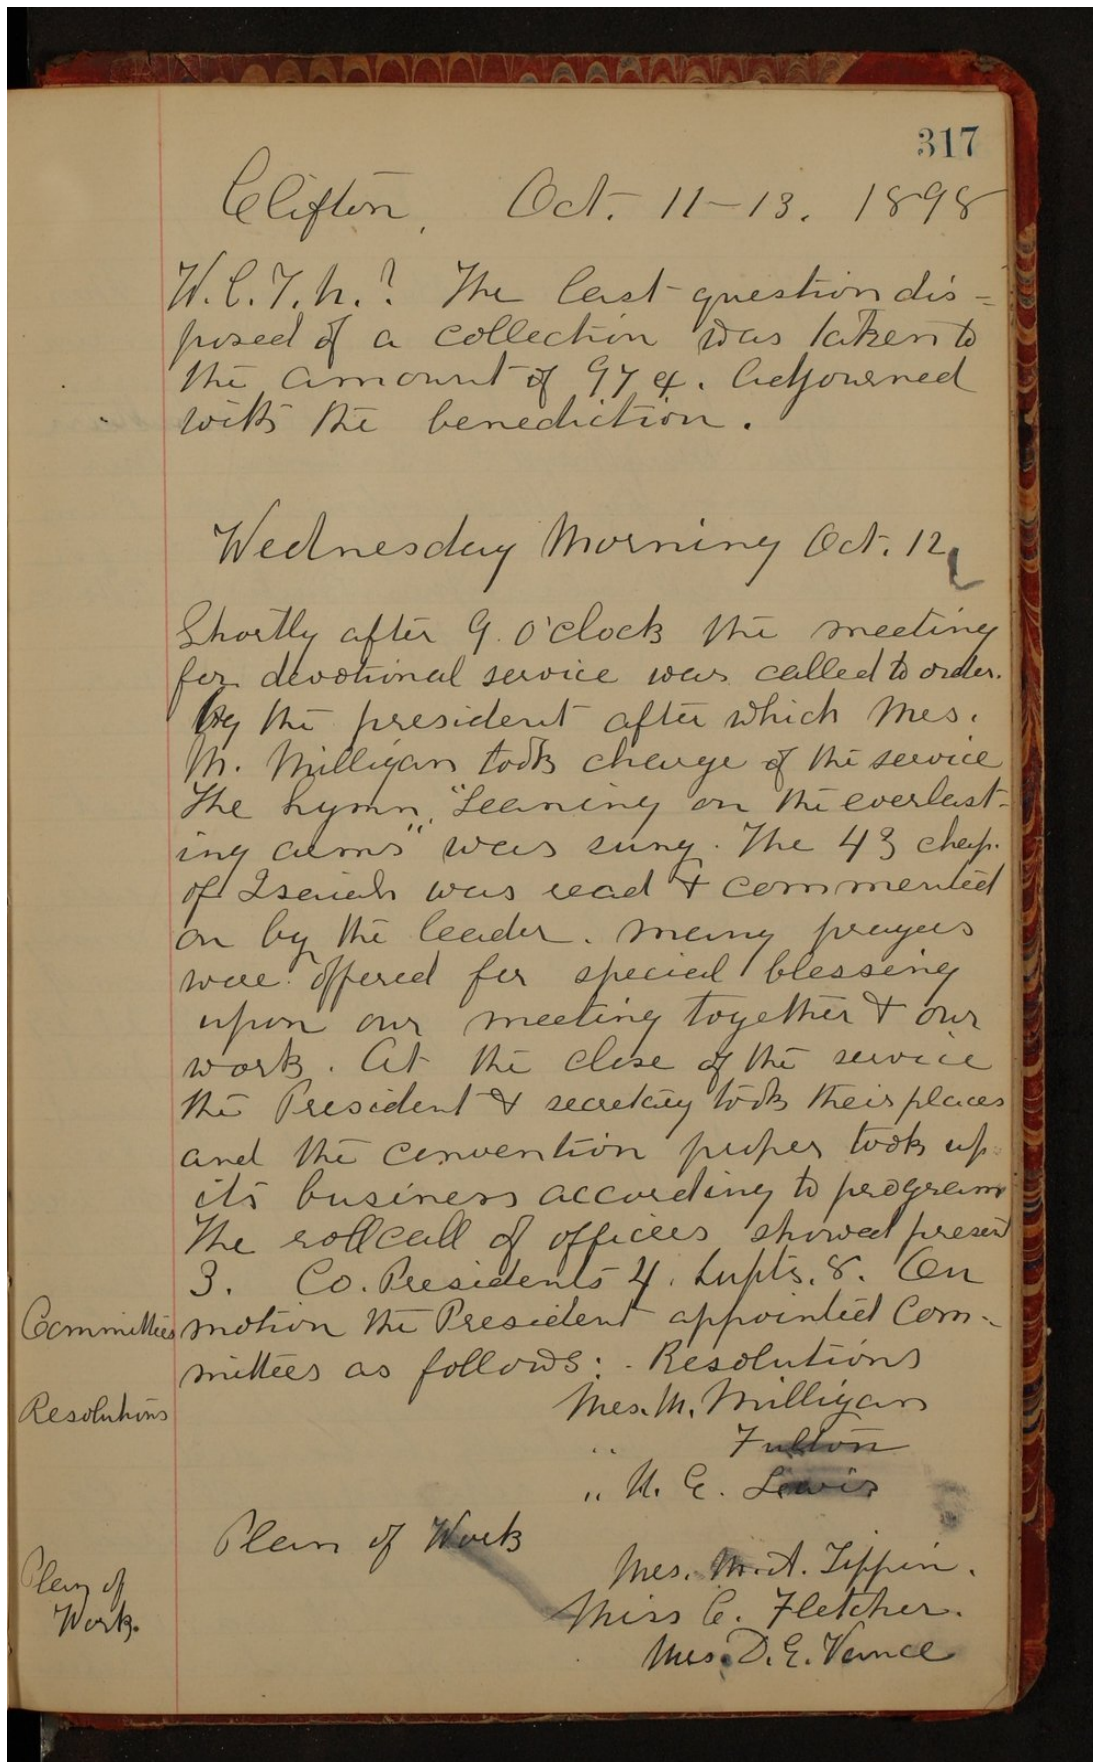 317
Clifton, Oct. 11-13. 1898
W.C.T.U.? The last question dis=
posed of a collection was taken to
the amount of 97¢. Adjourned
with the benediction.
Wednesday Morning Oct. 12
Shortly after 9. o'clock the meeting
for devotional service was called to order.
by the president after which Mrs.
M. Milligan took charge of the service
The hymn, "Leaning on the everlast-
ing arms" was sung. The 43 chap.
of Isaiah was read & commented
on by the leader. Many prayers
were offered for special blessing
upon our meeting together & our
work. At the close of the service
the President & secretary took their places
and the convention proper took up
its business according to program
The rollcall of officers showed present
3. Co. Presidents 4. Supts. 8. On
Committees motion the President appointed Com-
mittees as follows: - Resolutions
Resolutions
Mrs. M. Milligan
" Fulton
" N. E. Lewis
Plan of Work
Mrs. M. A. Tippin.
Plan of
Work.
Miss C. Fletcher.
Mrs. D. E. Vance